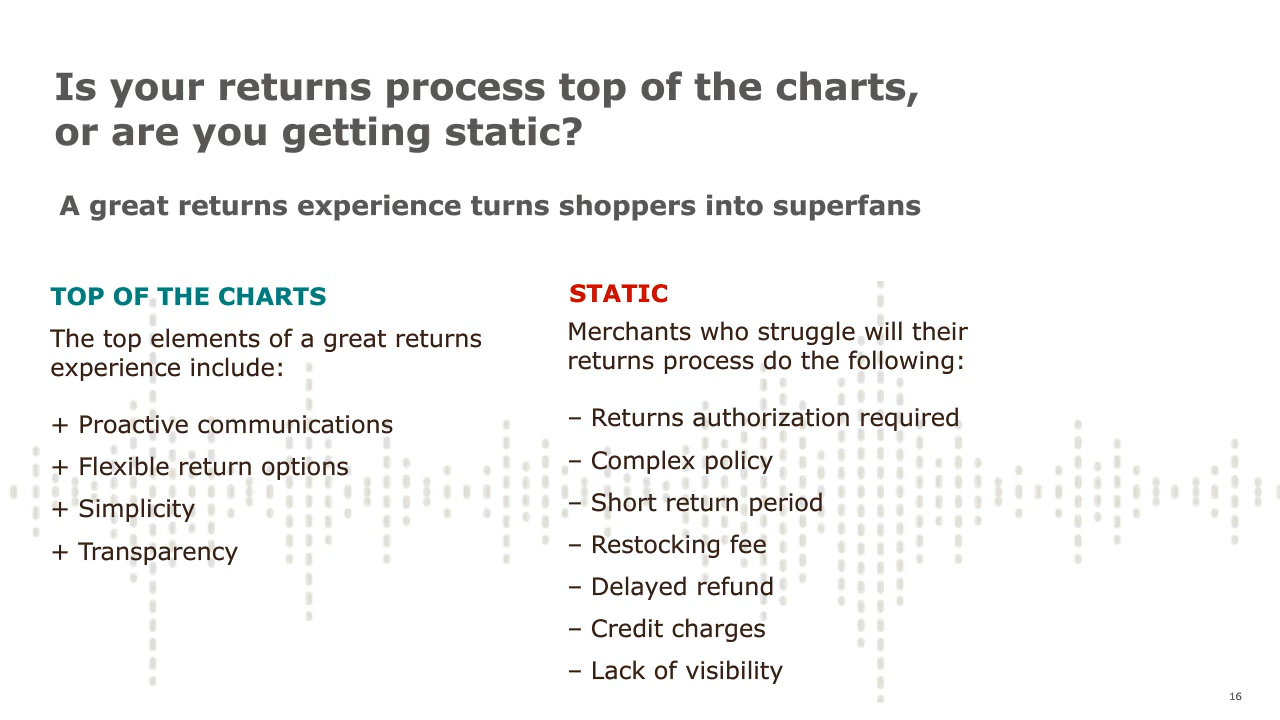 Is your returns process top of the charts,
or are you getting static?
A great returns experience turns shoppers into superfans
TOP OF THE CHARTS
The top elements of a great returns
experience include:
+ Proactive communications
+ Flexible return options
+ Simplicity
+ Transparency
STATIC
Merchants who struggle will their
returns process do the following:
– Returns authorization required
– Complex policy
– Short return period
– Restocking fee
– Delayed refund
– Credit charges
– Lack of visibility
16